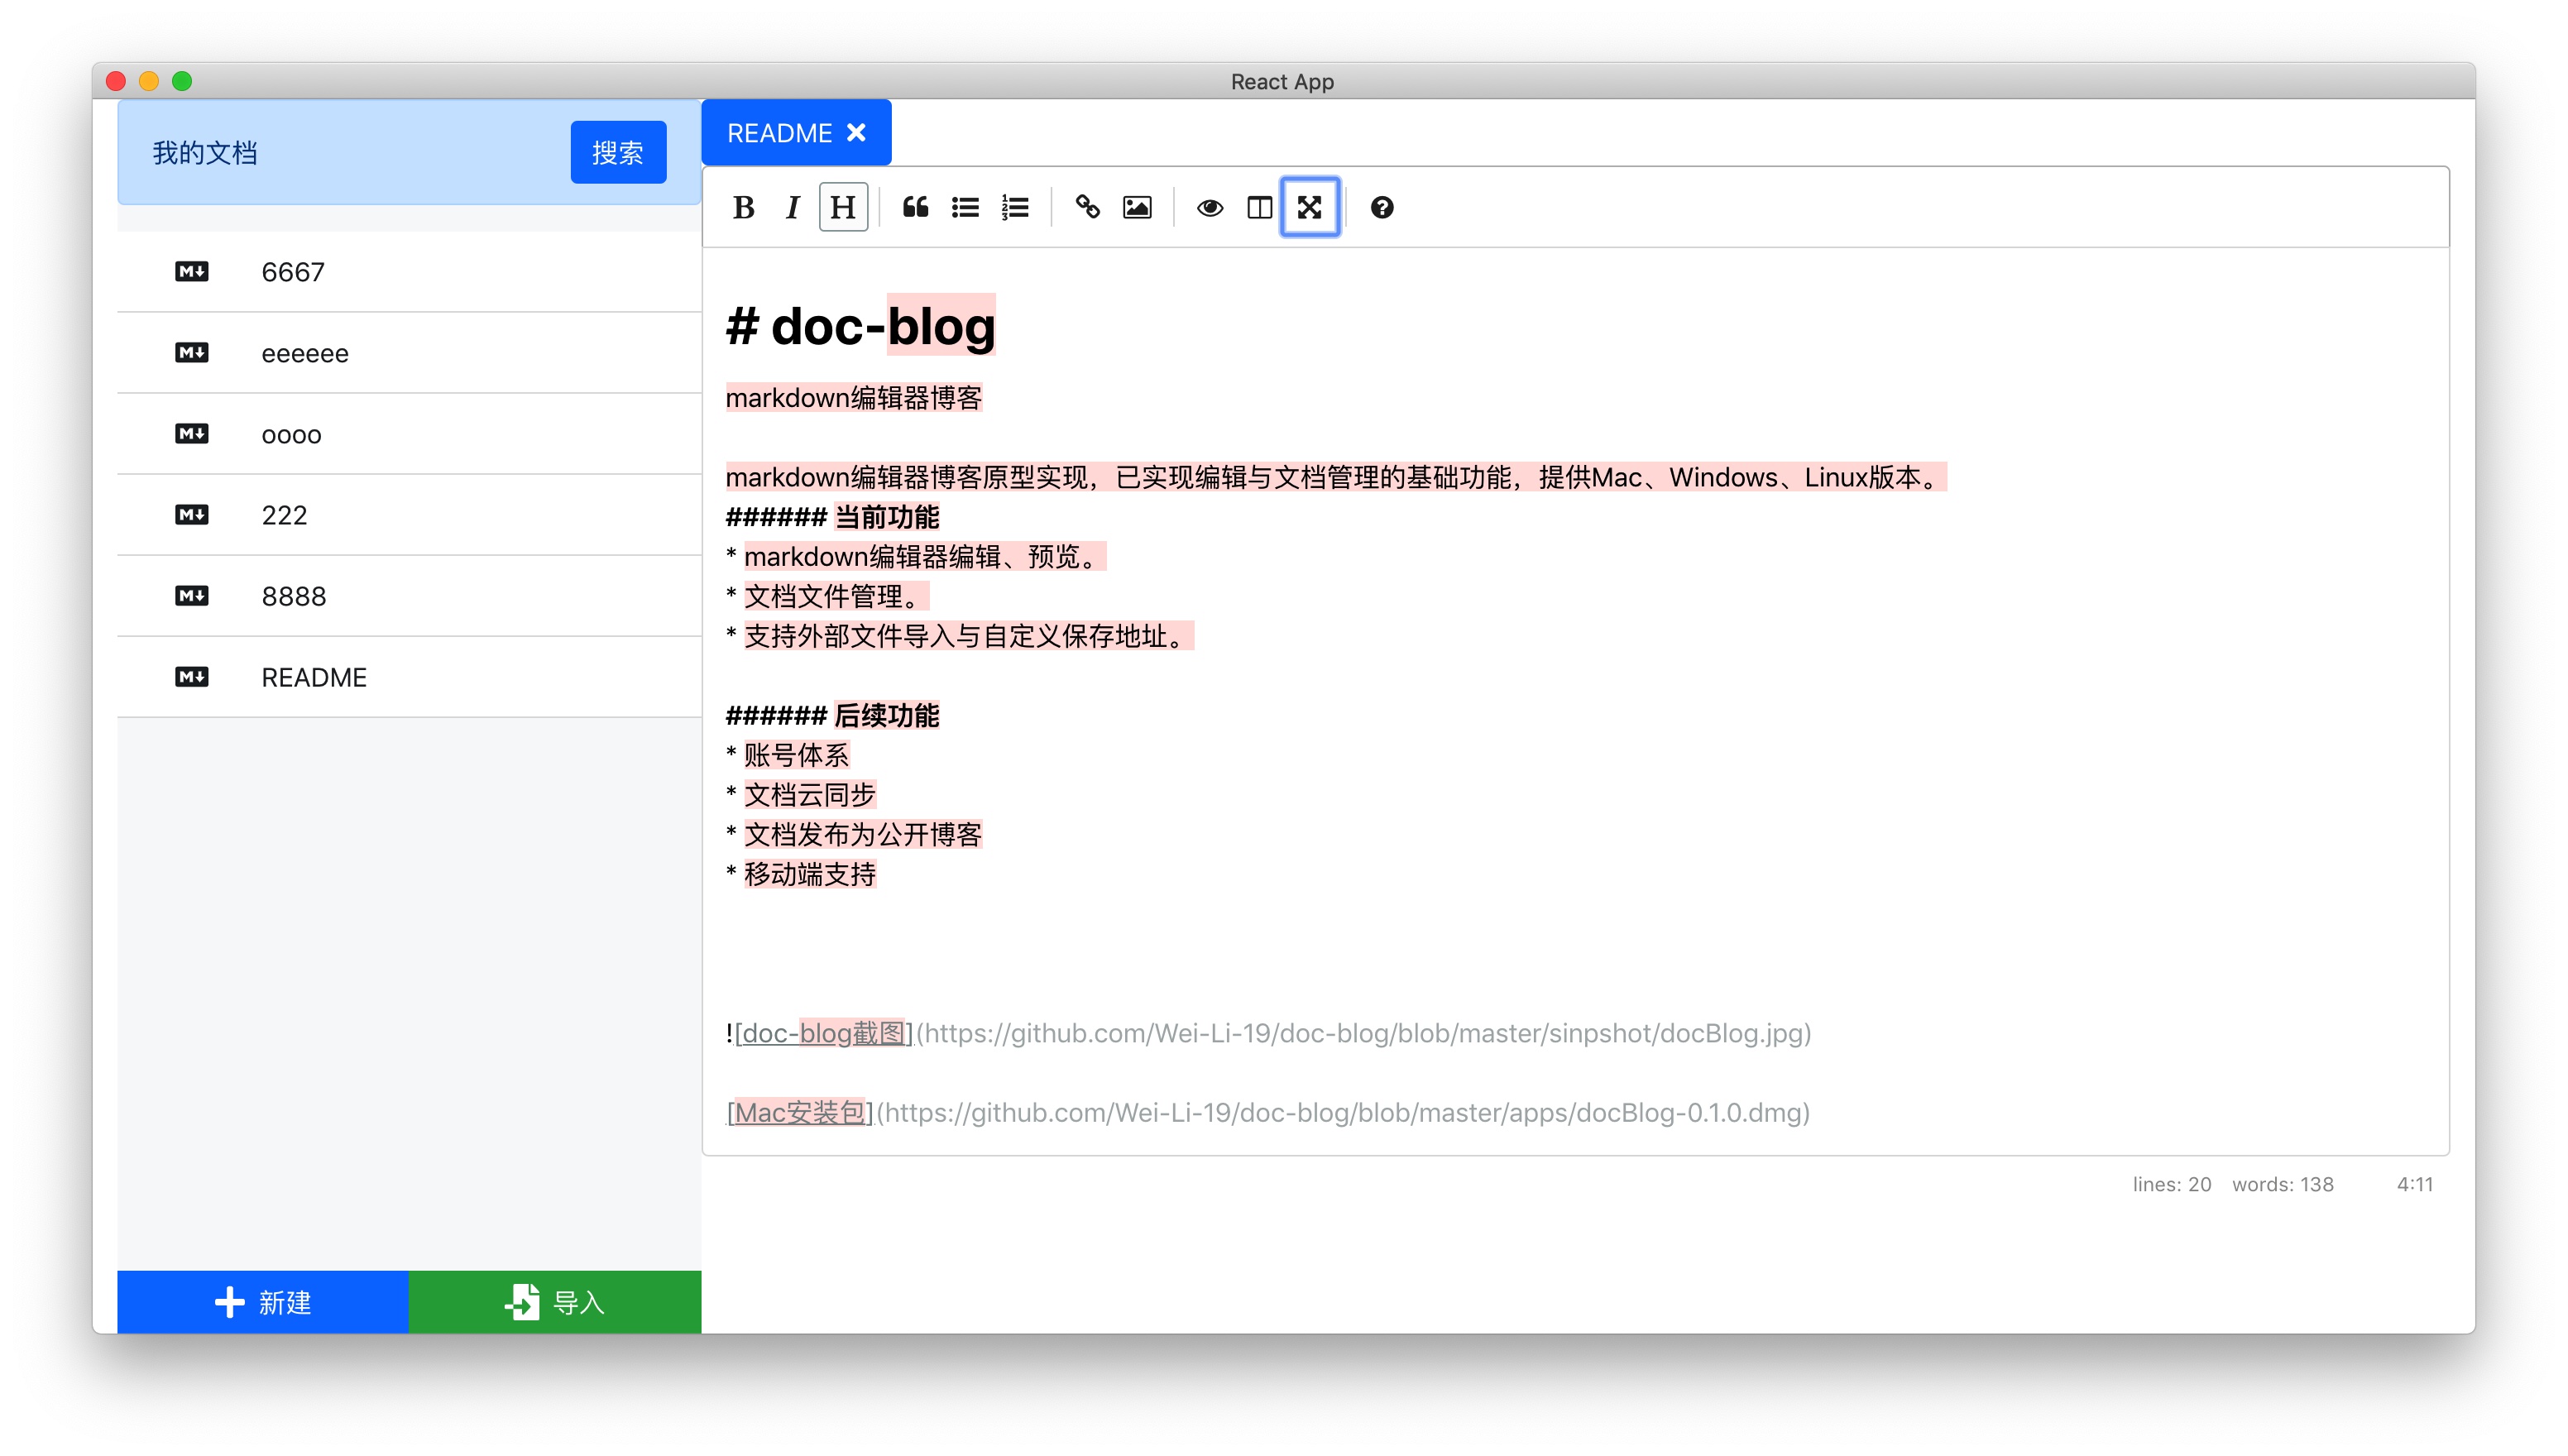 React App
我的文档
搜索
6667
eeeeee
oooo
222
8888
README
新建
导入
README
B I H
# doc-blog
markdown编辑器博客
markdown编辑器博客原型实现，已实现编辑与文档管理的基础功能，提供Mac、Windows、Linux版本。
###### 当前功能
* markdown编辑器编辑、预览。
* 文档文件管理。
* 支持外部文件导入与自定义保存地址。
###### 后续功能
* 账号体系
* 文档云同步
* 文档发布为公开博客
* 移动端支持
![doc-blog截图](https://github.com/Wei-Li-19/doc-blog/blob/master/sinpshot/docBlog.jpg)
[Mac安装包](https://github.com/Wei-Li-19/doc-blog/blob/master/apps/docBlog-0.1.0.dmg)
lines: 20 words: 138 4:11